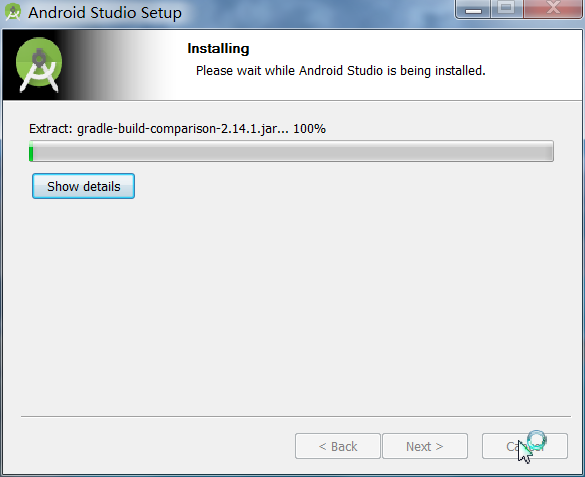 Android Studio Setup
Installing
Please wait while Android Studio is being installed.
Extract: gradle-build-comparison-2.14.1.jar... 100%
Show details
< Back
Next >